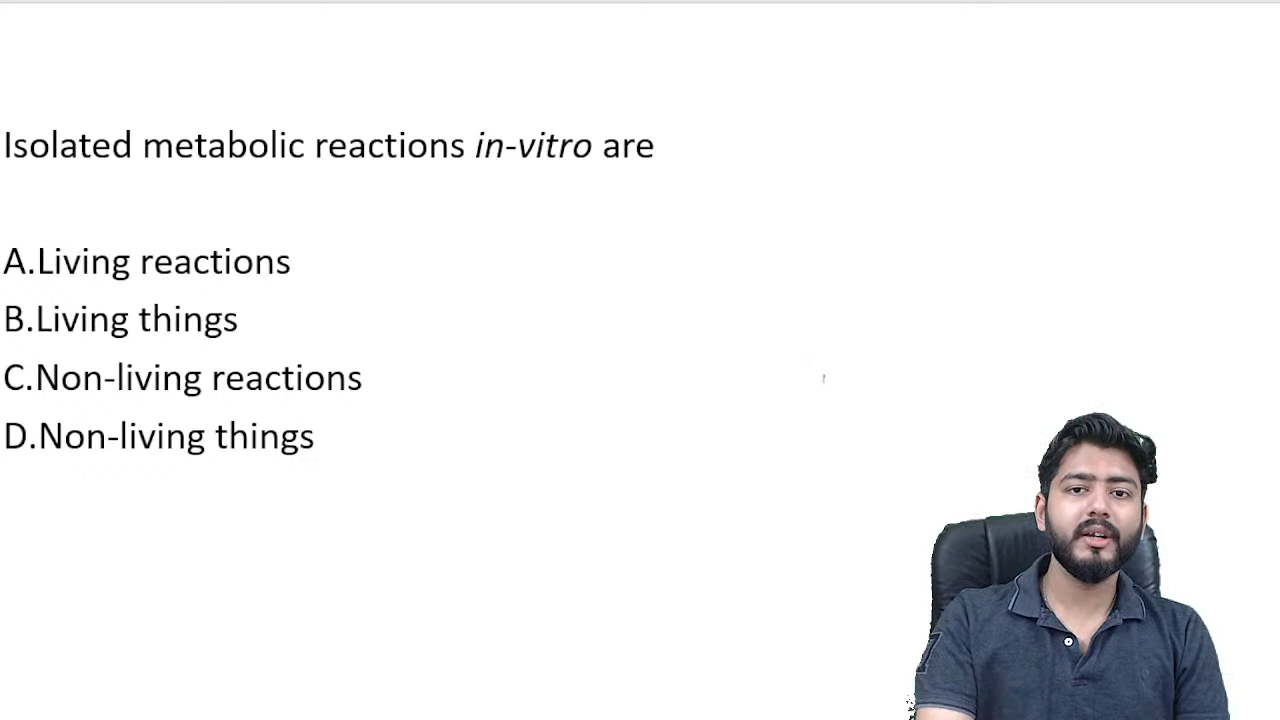 Isolated metabolic reactions in-vitro are
A.Living reactions
B.Living things
C.Non-living reactions
D.Non-living things